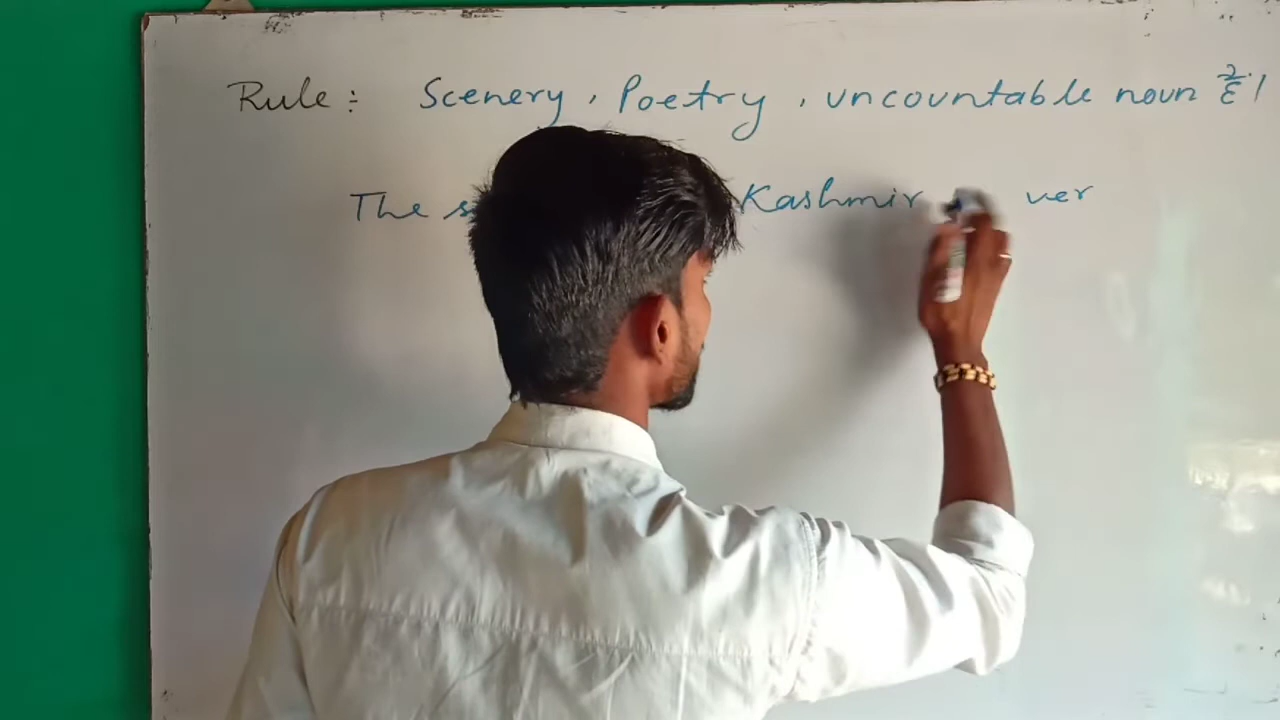 Rule : Scenery , Poetry , uncountable noun हैं।
The Kashmir ver